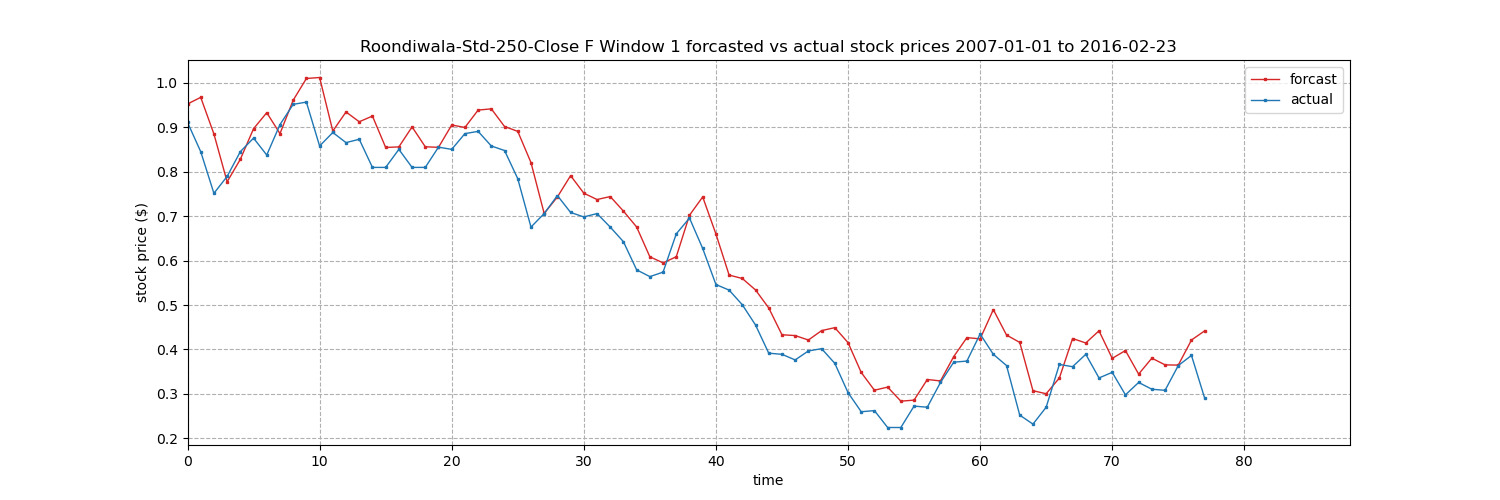 Roondiwala-Std-250-Close F Window 1 forcasted vs actual stock prices 2007-01-01 to 2016-02-23
forcast
actual
1.0
0.9
0.8
0.7
0.6
0.5
0.4
0.3
0.2
stock price ($)
0 10 20 30 40 50 60 70 80
time